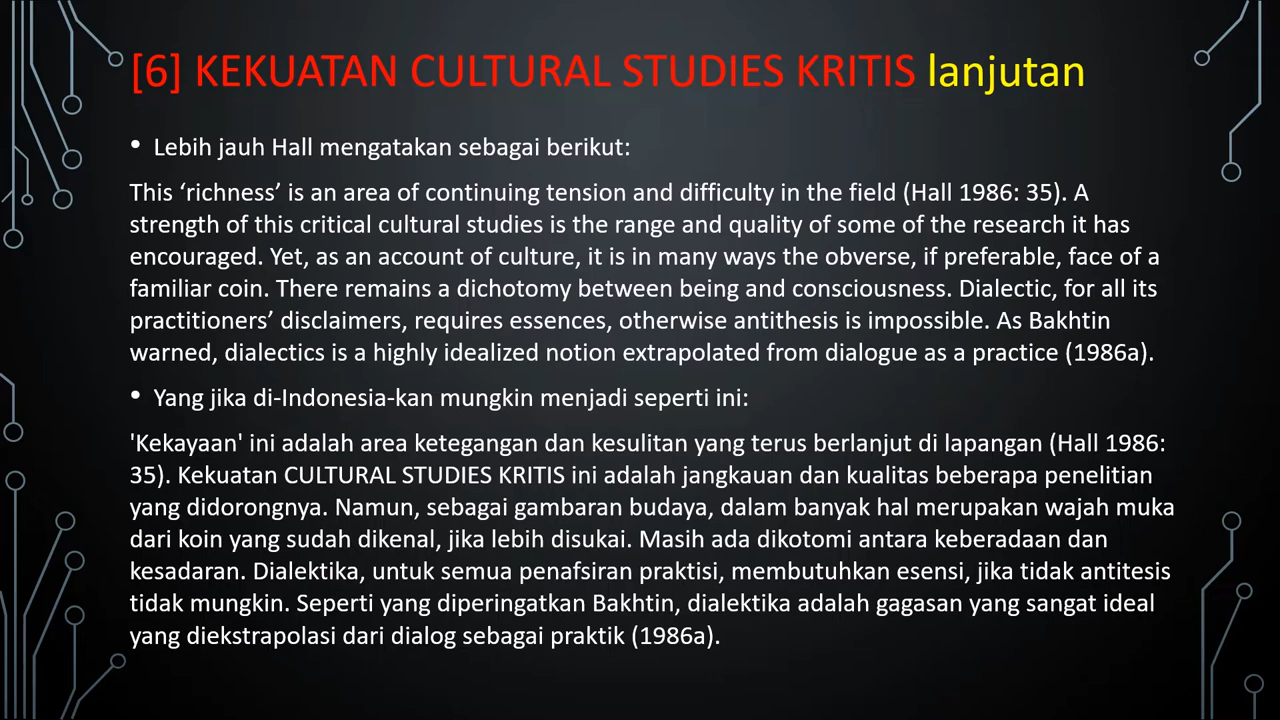 [6] KEKUATAN CULTURAL STUDIES KRITIS lanjutan
• Lebih jauh Hall mengatakan sebagai berikut:
This ‘richness’ is an area of continuing tension and difficulty in the field (Hall 1986: 35). A
strength of this critical cultural studies is the range and quality of some of the research it has
encouraged. Yet, as an account of culture, it is in many ways the obverse, if preferable, face of a
familiar coin. There remains a dichotomy between being and consciousness. Dialectic, for all its
practitioners’ disclaimers, requires essences, otherwise antithesis is impossible. As Bakhtin
warned, dialectics is a highly idealized notion extrapolated from dialogue as a practice (1986a).
• Yang jika di-Indonesia-kan mungkin menjadi seperti ini:
'Kekayaan' ini adalah area ketegangan dan kesulitan yang terus berlanjut di lapangan (Hall 1986:
35). Kekuatan CULTURAL STUDIES KRITIS ini adalah jangkauan dan kualitas beberapa penelitian
yang didorongnya. Namun, sebagai gambaran budaya, dalam banyak hal merupakan wajah muka
dari koin yang sudah dikenal, jika lebih disukai. Masih ada dikotomi antara keberadaan dan
kesadaran. Dialektika, untuk semua penafsiran praktisi, membutuhkan esensi, jika tidak antitesis
tidak mungkin. Seperti yang diperingatkan Bakhtin, dialektika adalah gagasan yang sangat ideal
yang diekstrapolasi dari dialog sebagai praktik (1986a).